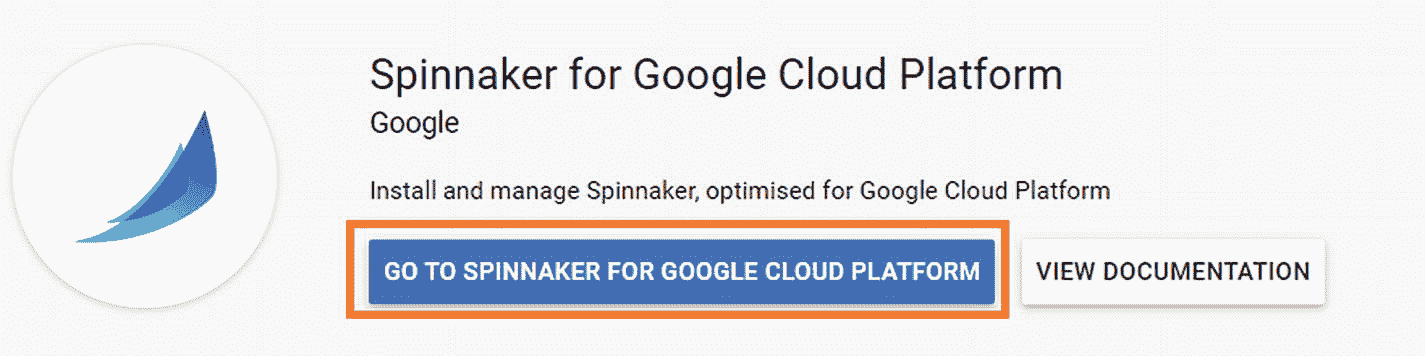 Spinnaker for Google Cloud Platform
Google
Install and manage Spinnaker, optimised for Google Cloud Platform
GO TO SPINNAKER FOR GOOGLE CLOUD PLATFORM
VIEW DOCUMENTATION